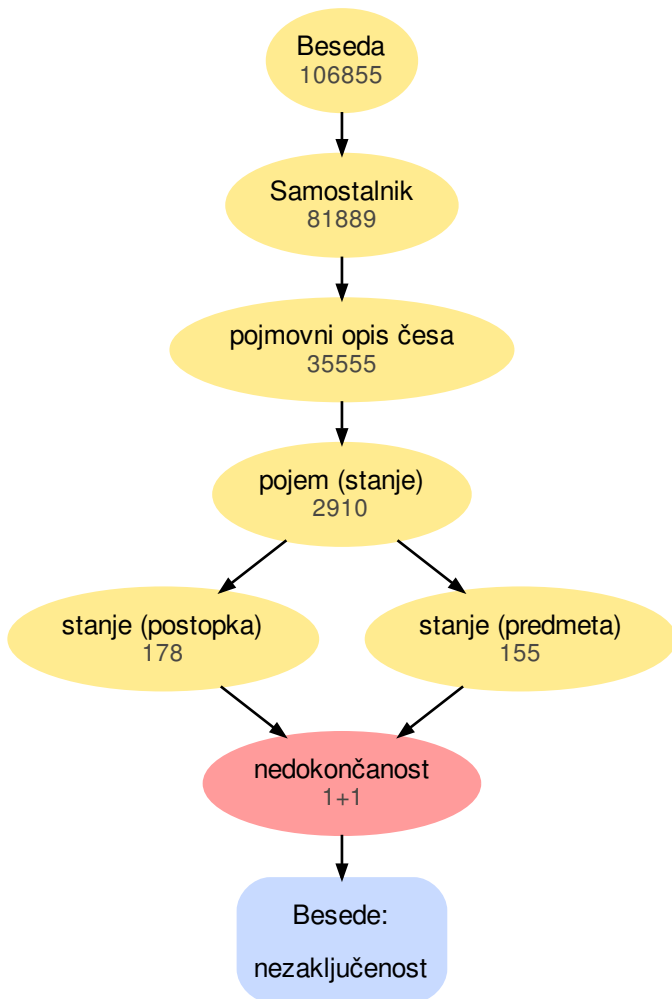 Beseda
106855
Samostalnik
81889
pojmovni opis česa
35555
pojem (stanje)
2910
stanje (postopka)
178
stanje (predmeta)
155
nedokončanost
1+1
Besede:
nezaključenost